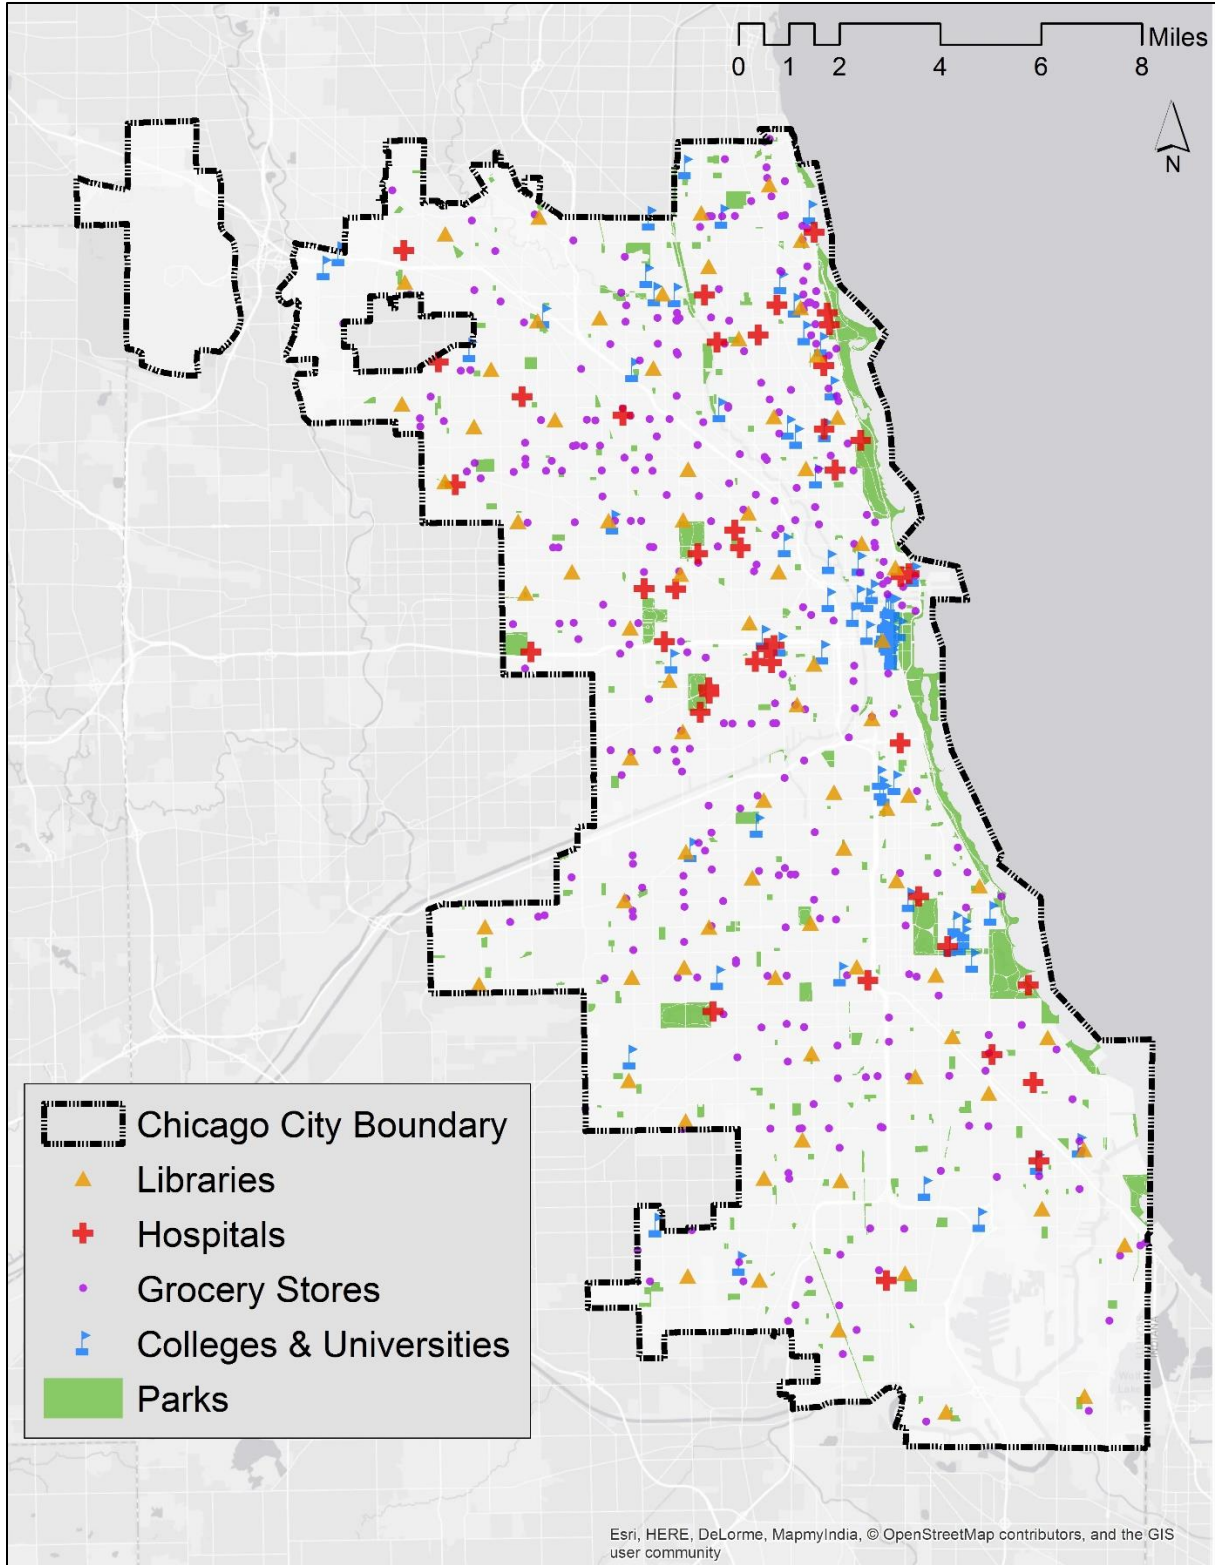 Miles
0 1 2 4 6 8
N
Chicago City Boundary
Libraries
Hospitals
Grocery Stores
Colleges & Universities
Parks
INDIANA
Esri, HERE, DeLorme, MapmyIndia, © OpenStreetMap contributors, and the GIS
user community